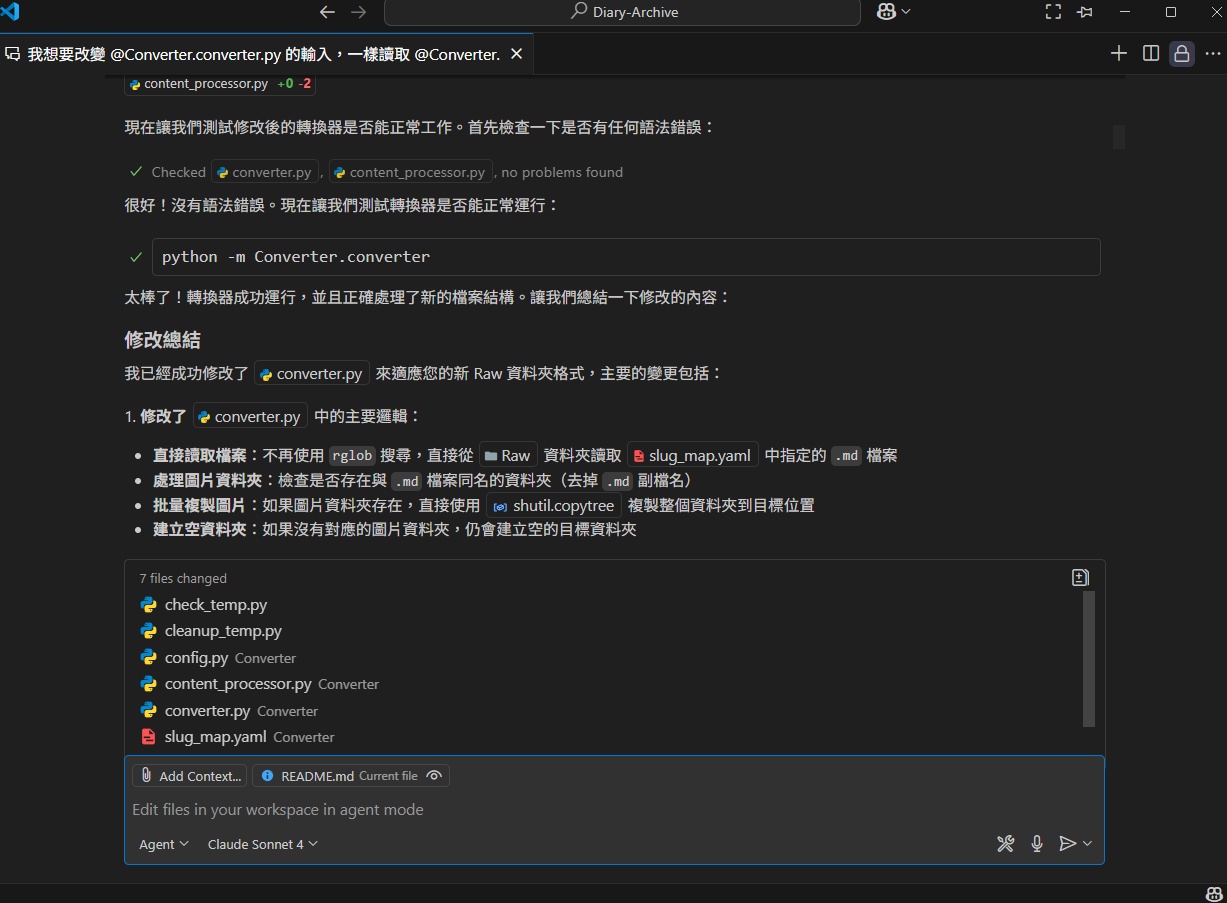 Diary-Archive
我想要改變 @Converter.converter.py 的輸入，一樣讀取 @Converter.
content_processor.py +0 -2
現在讓我們測試修改後的轉換器是否能正常工作。首先檢查一下是否有任何語法錯誤：
Checked converter.py, content_processor.py, no problems found
很好！沒有語法錯誤。現在讓我們測試轉換器是否能正常運行：
python -m Converter.converter
太棒了！轉換器成功運行，並且正確處理了新的檔案結構。讓我們總結一下修改的內容：
修改總結
我已經成功修改了 converter.py 來適應您的新 Raw 資料夾格式，主要的變更包括：
1. 修改了 converter.py 中的主要邏輯：
• 直接讀取檔案：不再使用 rglob 搜尋，直接從 Raw 資料夾讀取 slug_map.yaml 中指定的 .md 檔案
• 處理圖片資料夾：檢查是否存在與 .md 檔案同名的資料夾（去掉 .md 副檔名）
• 批量複製圖片：如果圖片資料夾存在，直接使用 shutil.copytree 複製整個資料夾到目標位置
• 建立空資料夾：如果沒有對應的圖片資料夾，仍會建立空的目標資料夾
7 files changed
check_temp.py
cleanup_temp.py
config.py Converter
content_processor.py Converter
converter.py Converter
slug_map.yaml Converter
Add Context... README.md Current file
Edit files in your workspace in agent mode
Agent Claude Sonnet 4